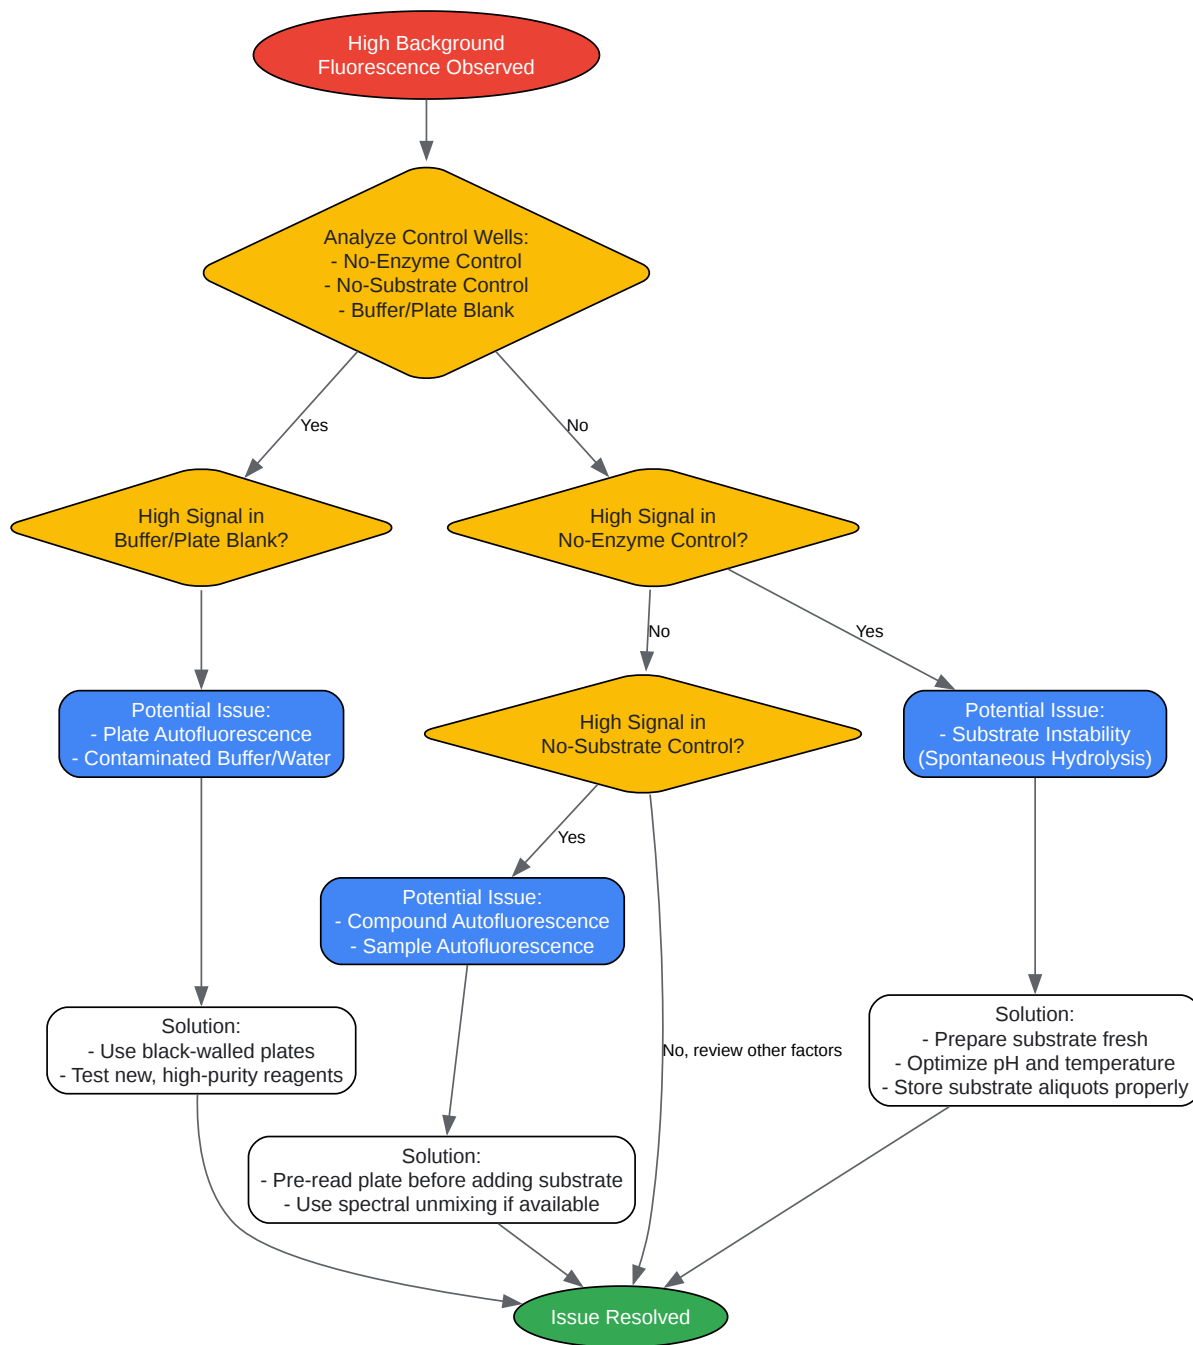 High Background
Fluorescence Observed
Analyze Control Wells:
- No-Enzyme Control
- No-Substrate Control
- Buffer/Plate Blank
Yes
No
High Signal in
Buffer/Plate Blank?
High Signal in
No-Enzyme Control?
No
Yes
Potential Issue:
- Plate Autofluorescence
- Contaminated Buffer/Water
High Signal in
No-Substrate Control?
Potential Issue:
- Substrate Instability
(Spontaneous Hydrolysis)
Yes
Potential Issue:
- Compound Autofluorescence
- Sample Autofluorescence
No, review other factors
Solution:
- Use black-walled plates
- Test new, high-purity reagents
Solution:
- Prepare substrate fresh
- Optimize pH and temperature
- Store substrate aliquots properly
Solution:
- Pre-read plate before adding substrate
- Use spectral unmixing if available
Issue Resolved